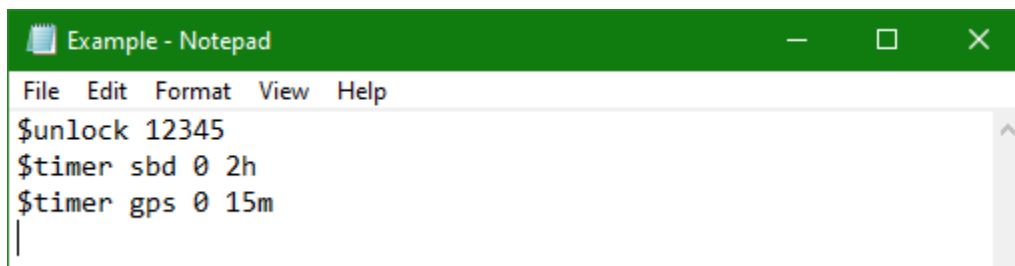 Example - Notepad
File Edit Format View Help
$unlock 12345
$timer sbd 0 2h
$timer gps 0 15m